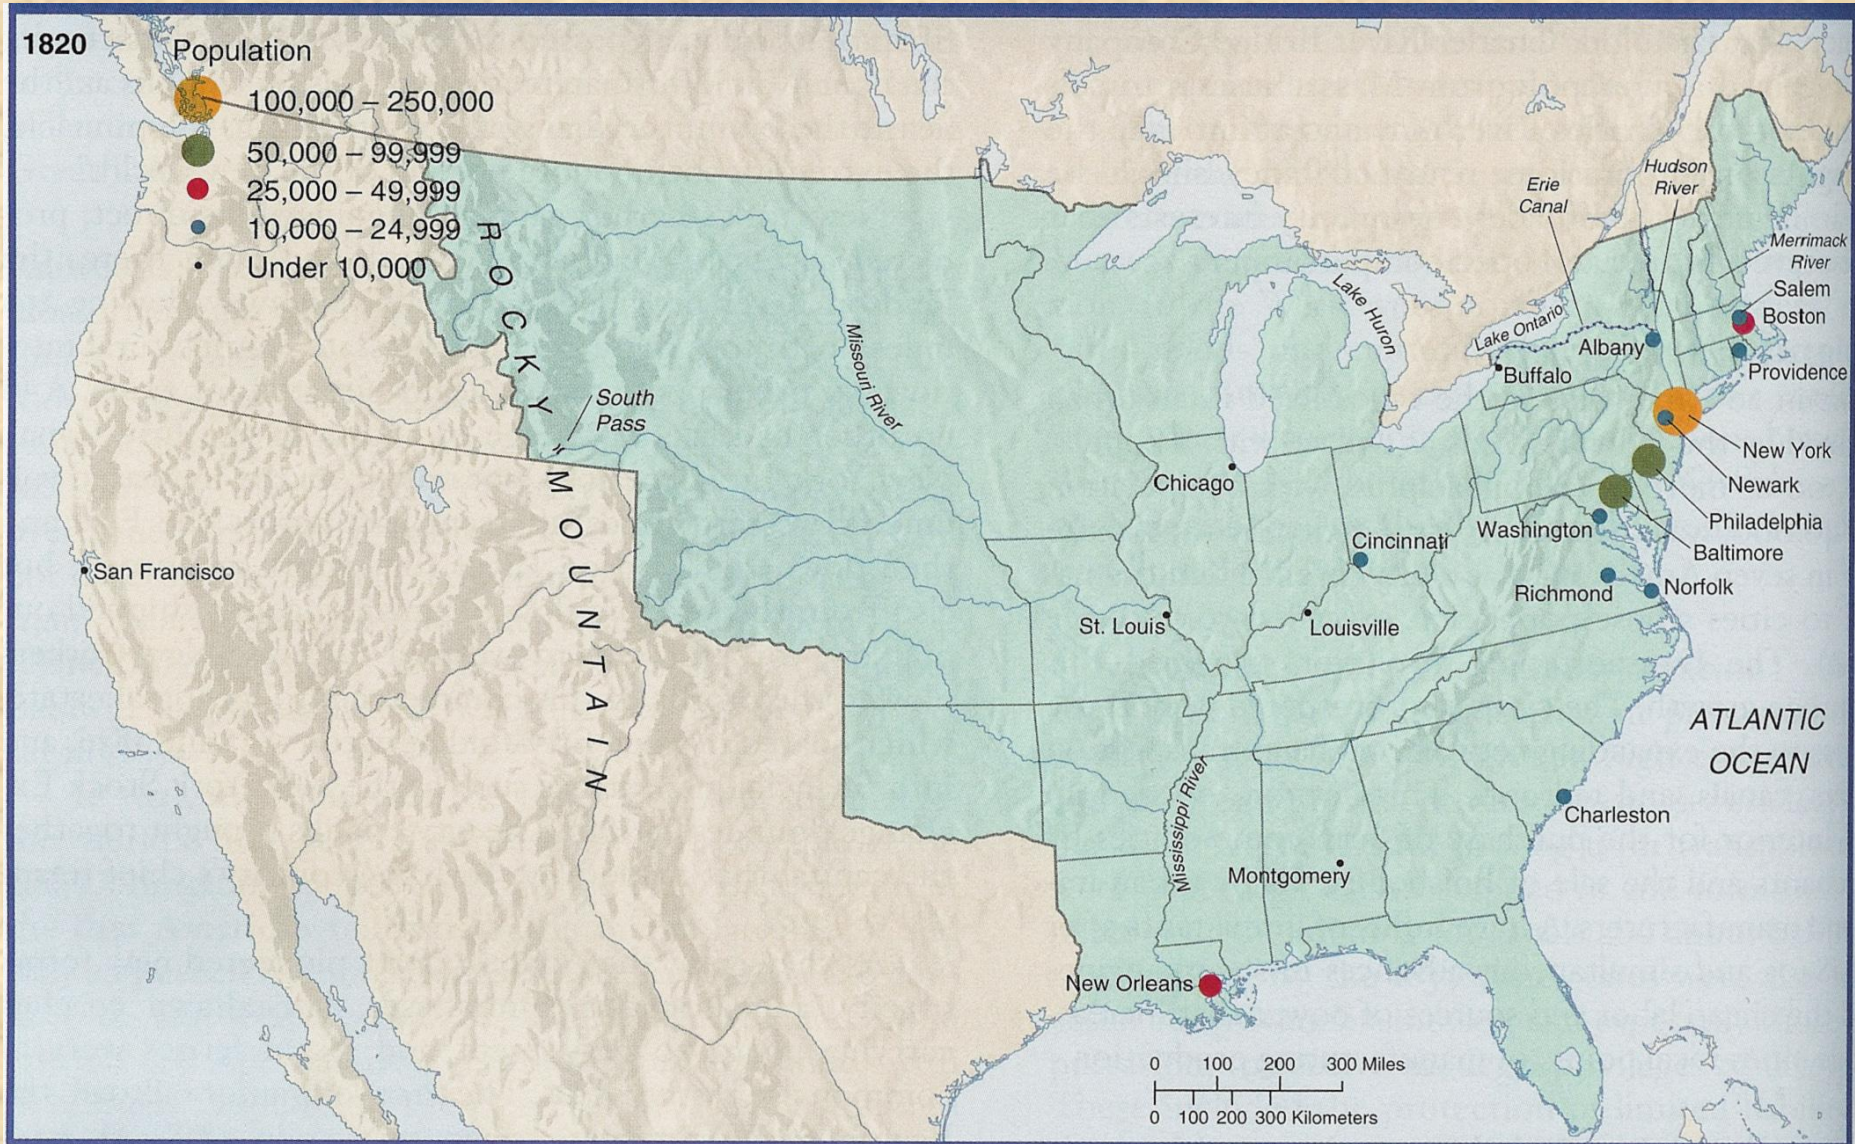 1820
Population
100,000 – 250,000
50,000 – 99,999
25,000 – 49,999
10,000 – 24,999
Under 10,000
ROCKY MOUNTAIN
South
Pass
Missouri River
Mississippi River
Lake Huron
Lake Ontario
Erie
Canal
Hudson
River
Merrimack
River
Salem
Boston
Albany
Buffalo
Providence
New York
Newark
Philadelphia
Baltimore
Washington
Richmond
Norfolk
Chicago
Cincinnati
St. Louis
Louisville
San Francisco
ATLANTIC
OCEAN
Charleston
Montgomery
New Orleans
0 100 200 300 Miles
0 100 200 300 Kilometers